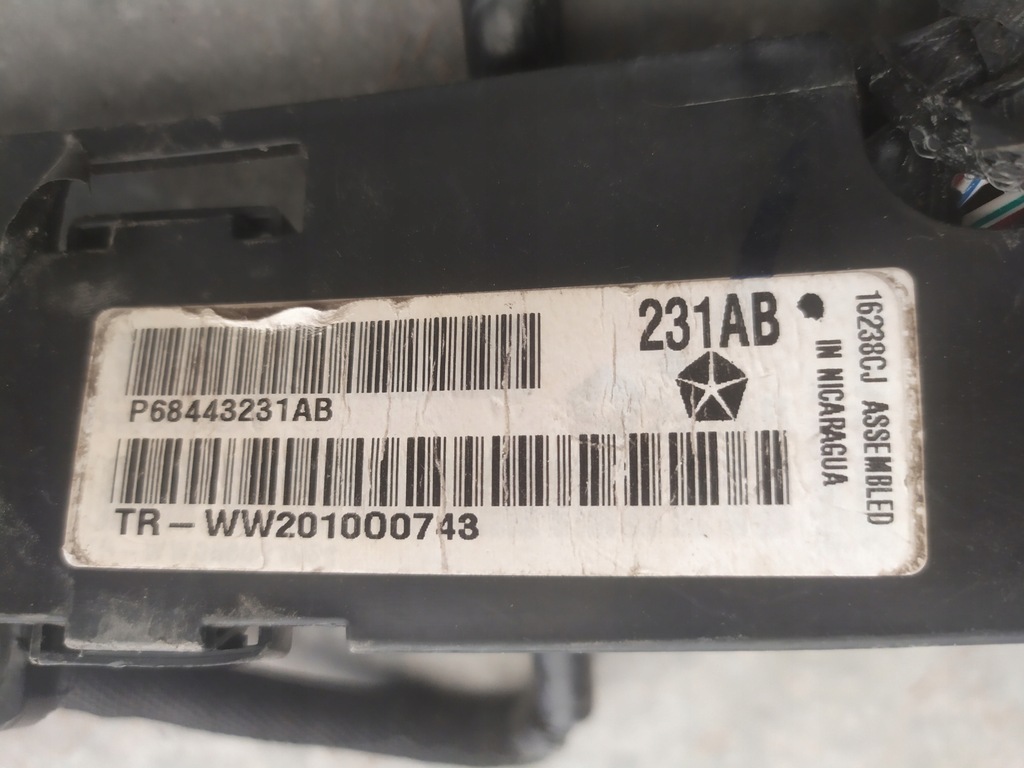 231AB
P68443231AB
TR-WW201000743
16238CJ ASSEMBLED
IN NICARAGUA